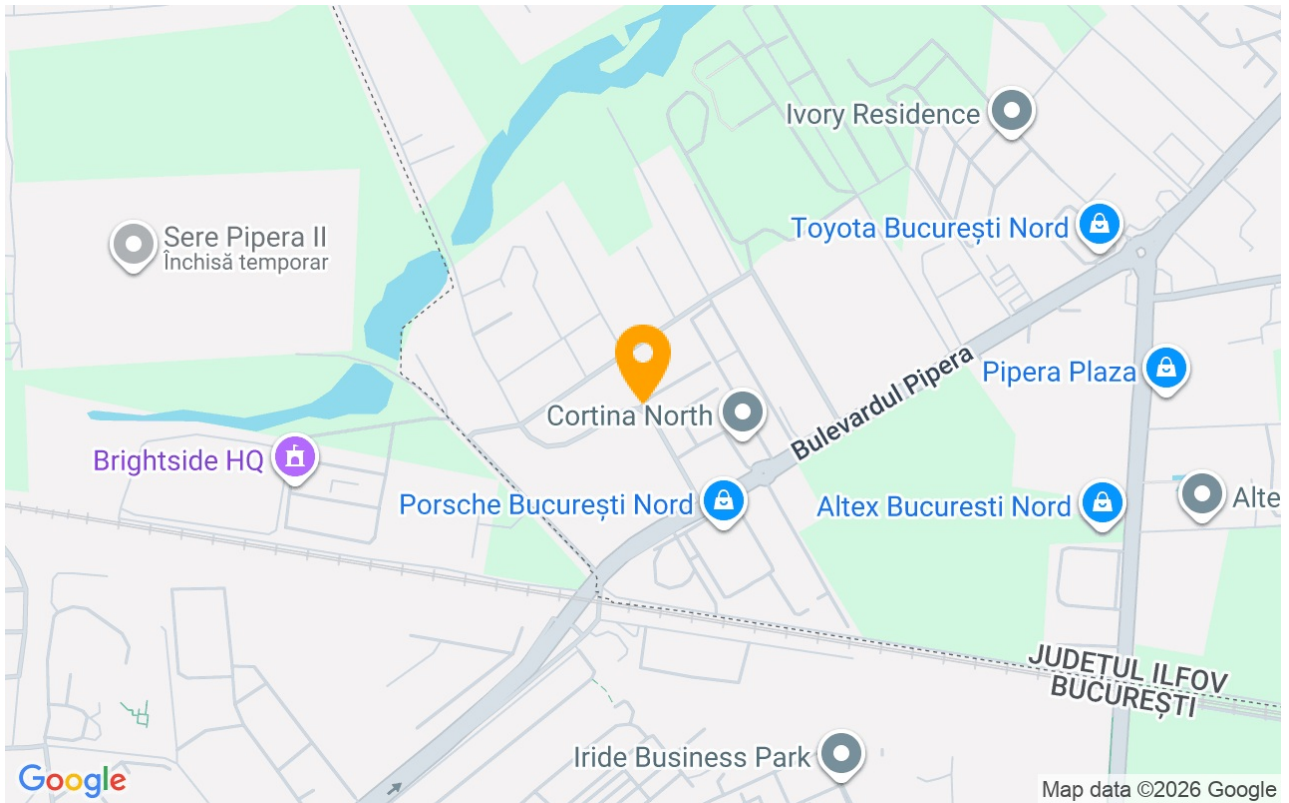 Ivory Residence
Toyota București Nord
Sere Pipera II
Închisă temporar
Bulevardul Pipera
Pipera Plaza
Cortina North
Brightside HQ
Porsche București Nord
Altex Bucuresti Nord
Alte
JUDEȚUL ILFOV
BUCUREȘTI
Iride Business Park
Google
Map data ©2026 Google